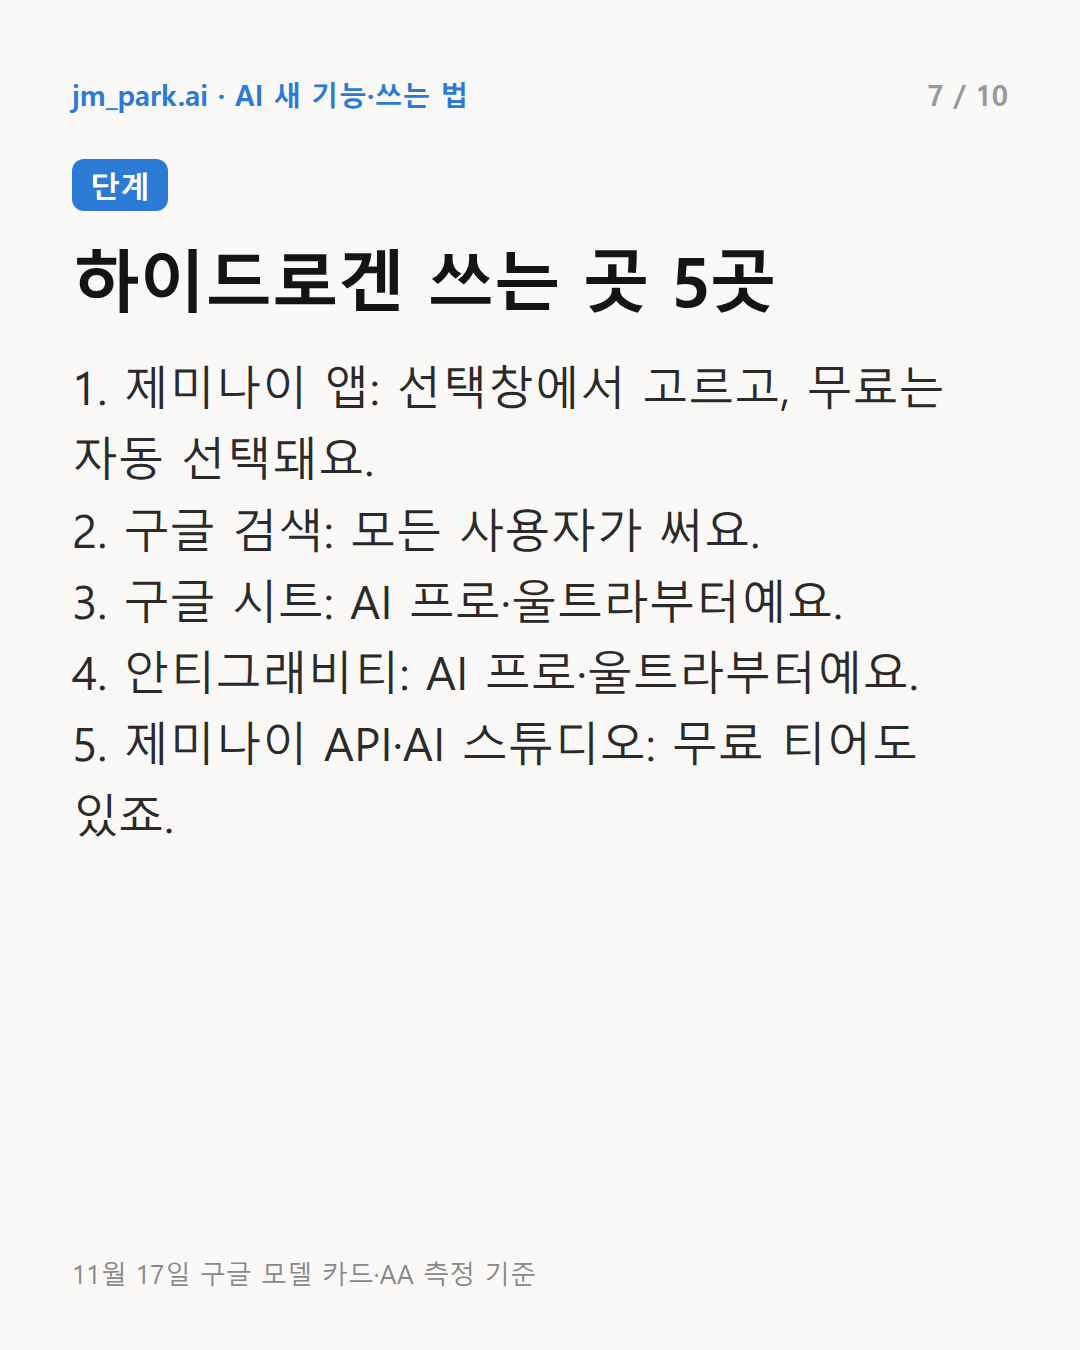 jm_park.ai · AI 새 기능·쓰는 법
7 / 10
단계
하이드로겐 쓰는 곳 5곳
1. 제미나이 앱: 선택창에서 고르고, 무료는
자동 선택돼요.
2. 구글 검색: 모든 사용자가 써요.
3. 구글 시트: AI 프로·울트라부터예요.
4. 안티그래비티: AI 프로·울트라부터예요.
5. 제미나이 API·AI 스튜디오: 무료 티어도
있죠.
11월 17일 구글 모델 카드·AA 측정 기준